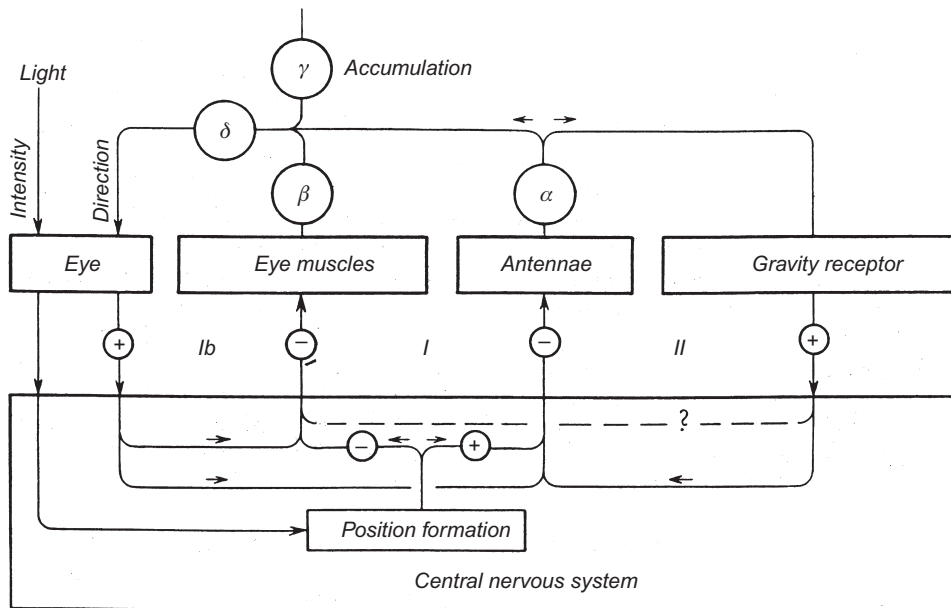 γ
Accumulation
Light
δ
Intensity
Direction
β
α
Eye
Eye muscles
Antennae
Gravity receptor
+
Ib
−
I
−
II
+
?
−
+
Position formation
Central nervous system